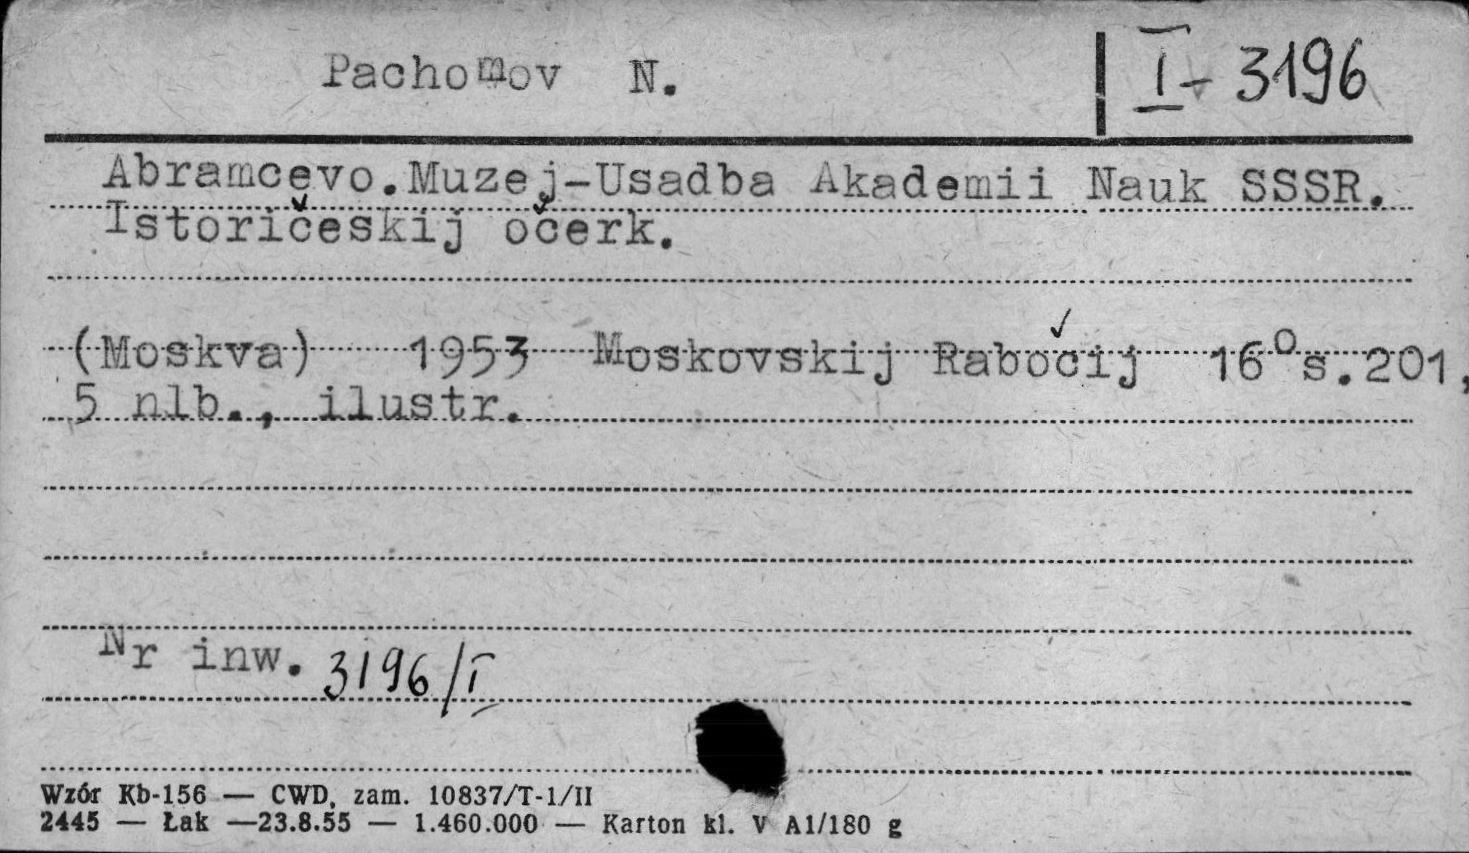 Pachomov N.
I - 3196
Abramcevo.Muzej-Usadba Akademii Nauk SSSR.
Istoričeskij očerk.
(Moskva) 1953 Moskovskij Rabočij 16° s.201,
5 nlb., ilustr.
Nr inw. 3196/I
Wzór Kb-156 — CWD, zam. 10837/T-1/II
2445 — Łak —23.8.55 — 1.460.000 — Karton kl. V A1/180 g